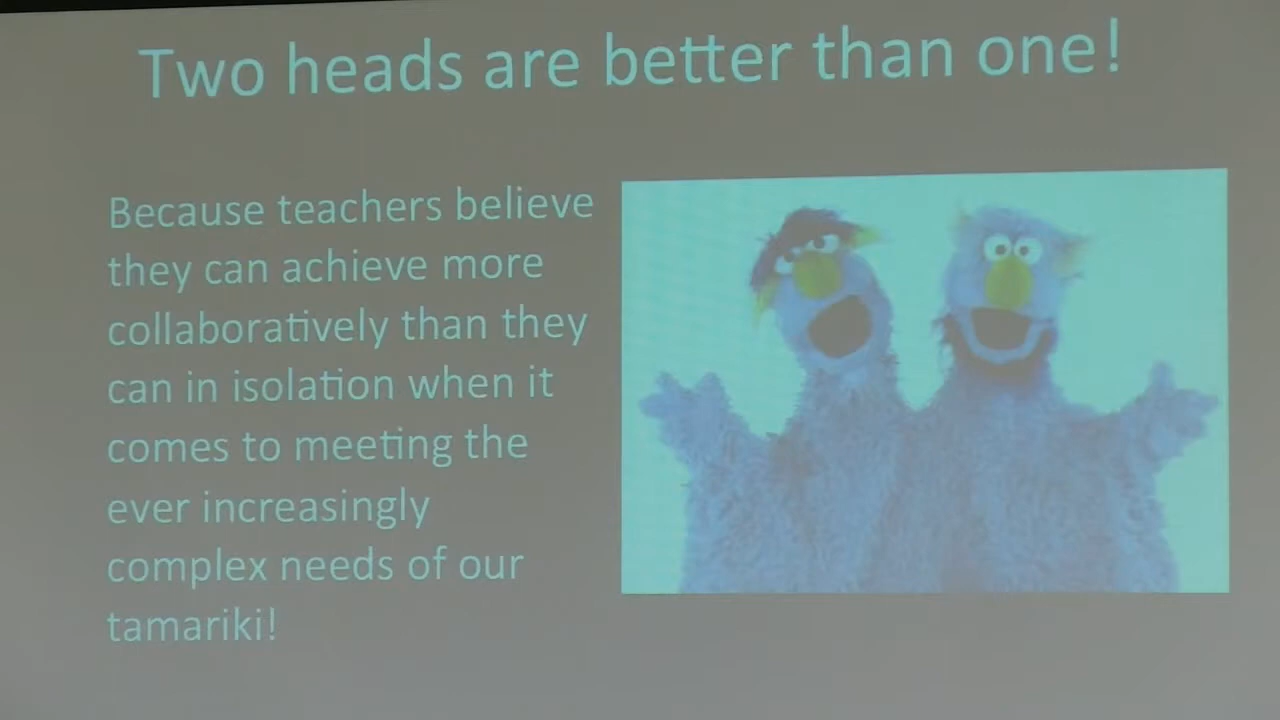 Two heads are better than one!
Because teachers believe
they can achieve more
collaboratively than they
can in isolation when it
comes to meeting the
ever increasingly
complex needs of our
tamariki!